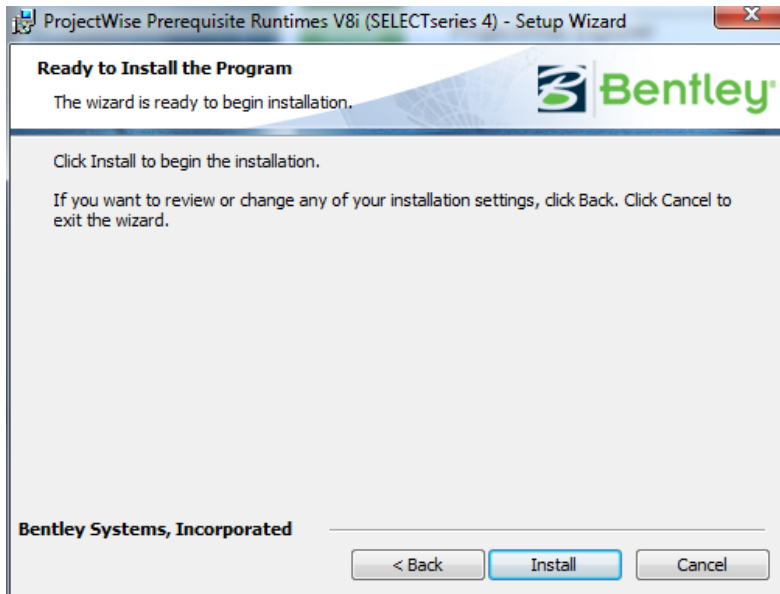 ProjectWise Prerequisite Runtimes V8i (SELECTseries 4) - Setup Wizard
Ready to Install the Program
The wizard is ready to begin installation.
Bentley
Click Install to begin the installation.
If you want to review or change any of your installation settings, click Back. Click Cancel to
exit the wizard.
Bentley Systems, Incorporated
< Back
Install
Cancel